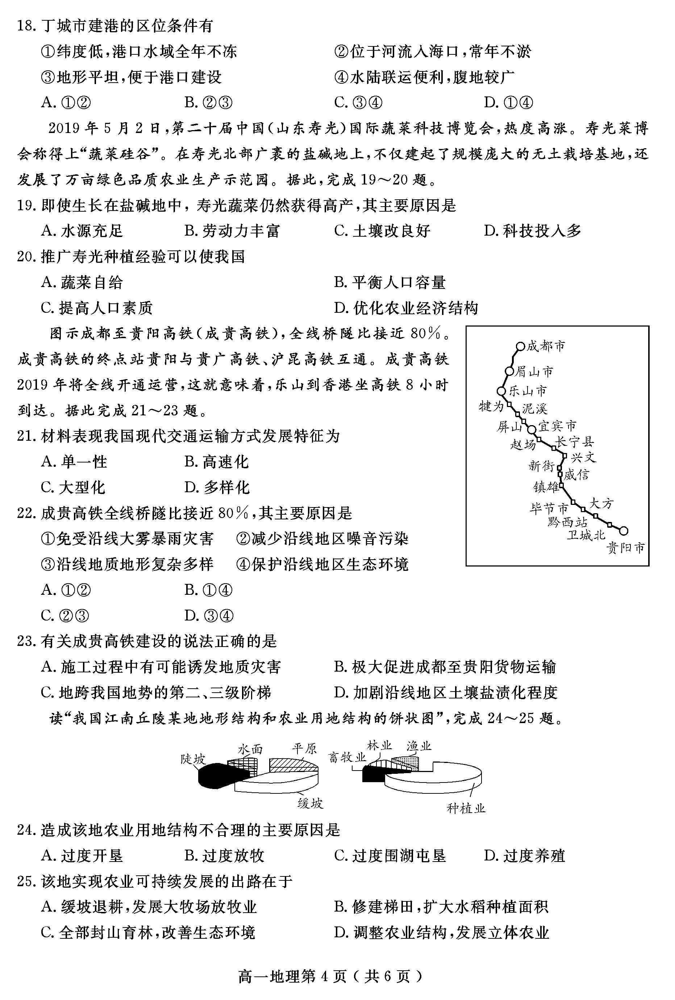 18. 丁城市建港的区位条件有
①纬度低,港口水域全年不冻 ②位于河流入海口,常年不淤
③地形平坦,便于港口建设 ④水陆联运便利,腹地较广
A. ①② B. ②③ C. ③④ D. ①④
2019 年 5 月 2 日,第二十届中国(山东寿光)国际蔬菜科技博览会,热度高涨。寿光菜博
会称得上“蔬菜硅谷”。在寿光北部广袤的盐碱地上,不仅建起了规模庞大的无土栽培基地,还
发展了万亩绿色品质农业生产示范园。据此,完成 19～20 题。
19. 即使生长在盐碱地中,寿光蔬菜仍然获得高产,其主要原因是
A. 水源充足 B. 劳动力丰富 C. 土壤改良好 D. 科技投入多
20. 推广寿光种植经验可以使我国
A. 蔬菜自给 B. 平衡人口容量
C. 提高人口素质 D. 优化农业经济结构
图示成都至贵阳高铁(成贵高铁),全线桥隧比接近 80%。
成贵高铁的终点站贵阳与贵广高铁、沪昆高铁互通。成贵高铁
2019 年将全线开通运营,这就意味着,乐山到香港坐高铁 8 小时
到达。据此完成 21～23 题。
21. 材料表现我国现代交通运输方式发展特征为
A. 单一性 B. 高速化
C. 大型化 D. 多样化
22. 成贵高铁全线桥隧比接近 80%,其主要原因是
①免受沿线大雾暴雨灾害 ②减少沿线地区噪音污染
③沿线地质地形复杂多样 ④保护沿线地区生态环境
A. ①② B. ①④
C. ②③ D. ③④
成都市
眉山市
乐山市
犍为
泥溪
屏山
宜宾市
赵场
长宁县
兴文
新街
威信
镇雄
毕节市
大方
黔西站
卫城北
贵阳市
23. 有关成贵高铁建设的说法正确的是
A. 施工过程中有可能诱发地质灾害 B. 极大促进成都至贵阳货物运输
C. 地跨我国地势的第二、三级阶梯 D. 加剧沿线地区土壤盐渍化程度
读“我国江南丘陵某地地形结构和农业用地结构的饼状图”,完成 24～25 题。
陡坡 水面 平原 畜牧业 林业 渔业
缓坡 种植业
24. 造成该地农业用地结构不合理的主要原因是
A. 过度开垦 B. 过度放牧 C. 过度围湖屯垦 D. 过度养殖
25. 该地实现农业可持续发展的出路在于
A. 缓坡退耕,发展大牧场放牧业 B. 修建梯田,扩大水稻种植面积
C. 全部封山育林,改善生态环境 D. 调整农业结构,发展立体农业
高一地理第 4 页 ( 共 6 页 )